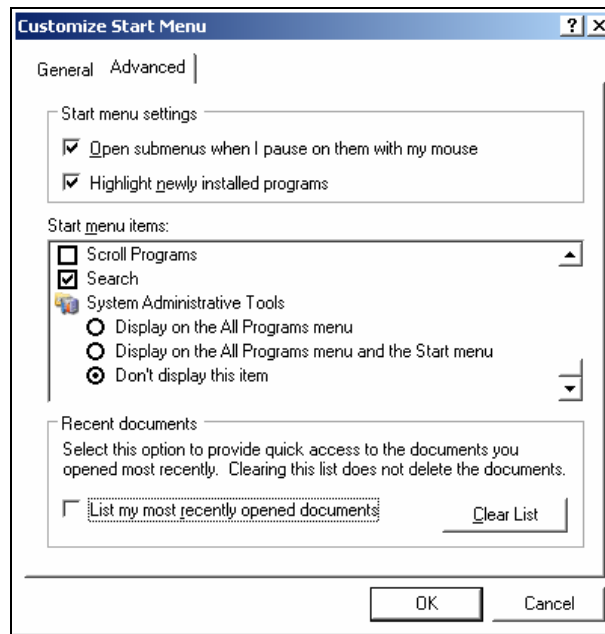 Customize Start Menu
General Advanced
Start menu settings
Open submenus when I pause on them with my mouse
Highlight newly installed programs
Start menu items:
Scroll Programs
Search
System Administrative Tools
Display on the All Programs menu
Display on the All Programs menu and the Start menu
Don't display this item
Recent documents
Select this option to provide quick access to the documents you
opened most recently. Clearing this list does not delete the documents.
List my most recently opened documents
Clear List
OK Cancel